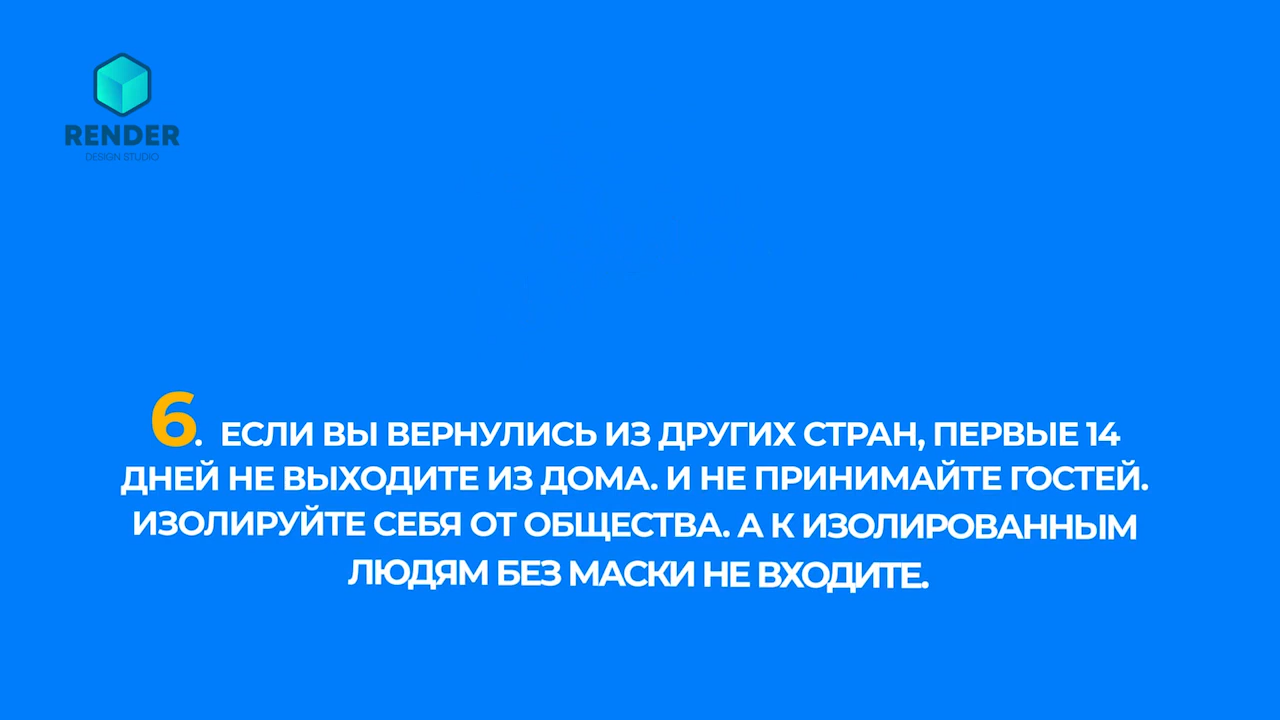 RENDER
DESIGN STUDIO
6. ЕСЛИ ВЫ ВЕРНУЛИСЬ ИЗ ДРУГИХ СТРАН, ПЕРВЫЕ 14
ДНЕЙ НЕ ВЫХОДИТЕ ИЗ ДОМА. И НЕ ПРИНИМАЙТЕ ГОСТЕЙ.
ИЗОЛИРУЙТЕ СЕБЯ ОТ ОБЩЕСТВА. А К ИЗОЛИРОВАННЫМ
ЛЮДЯМ БЕЗ МАСКИ НЕ ВХОДИТЕ.